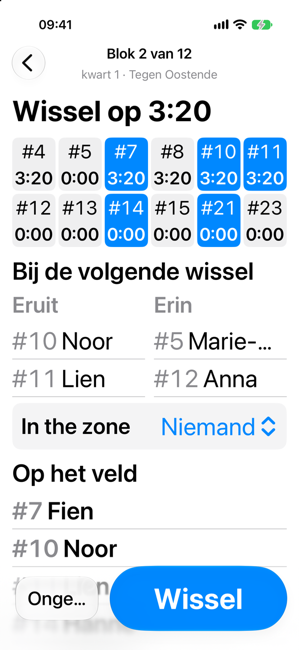 09:41
Blok 2 van 12
kwart 1 · Tegen Oostende
Wissel op 3:20
#4 #5 #7 #8 #10 #11
3:20 0:00 3:20 3:20 3:20 3:20
#12 #13 #14 #15 #21 #23
0:00 0:00 0:00 0:00 0:00 0:00
Bij de volgende wissel
Eruit Erin
#10 Noor #5 Marie-...
#11 Lien #12 Anna
In the zone Niemand
Op het veld
#7 Fien
#10 Noor
Onge... Wissel